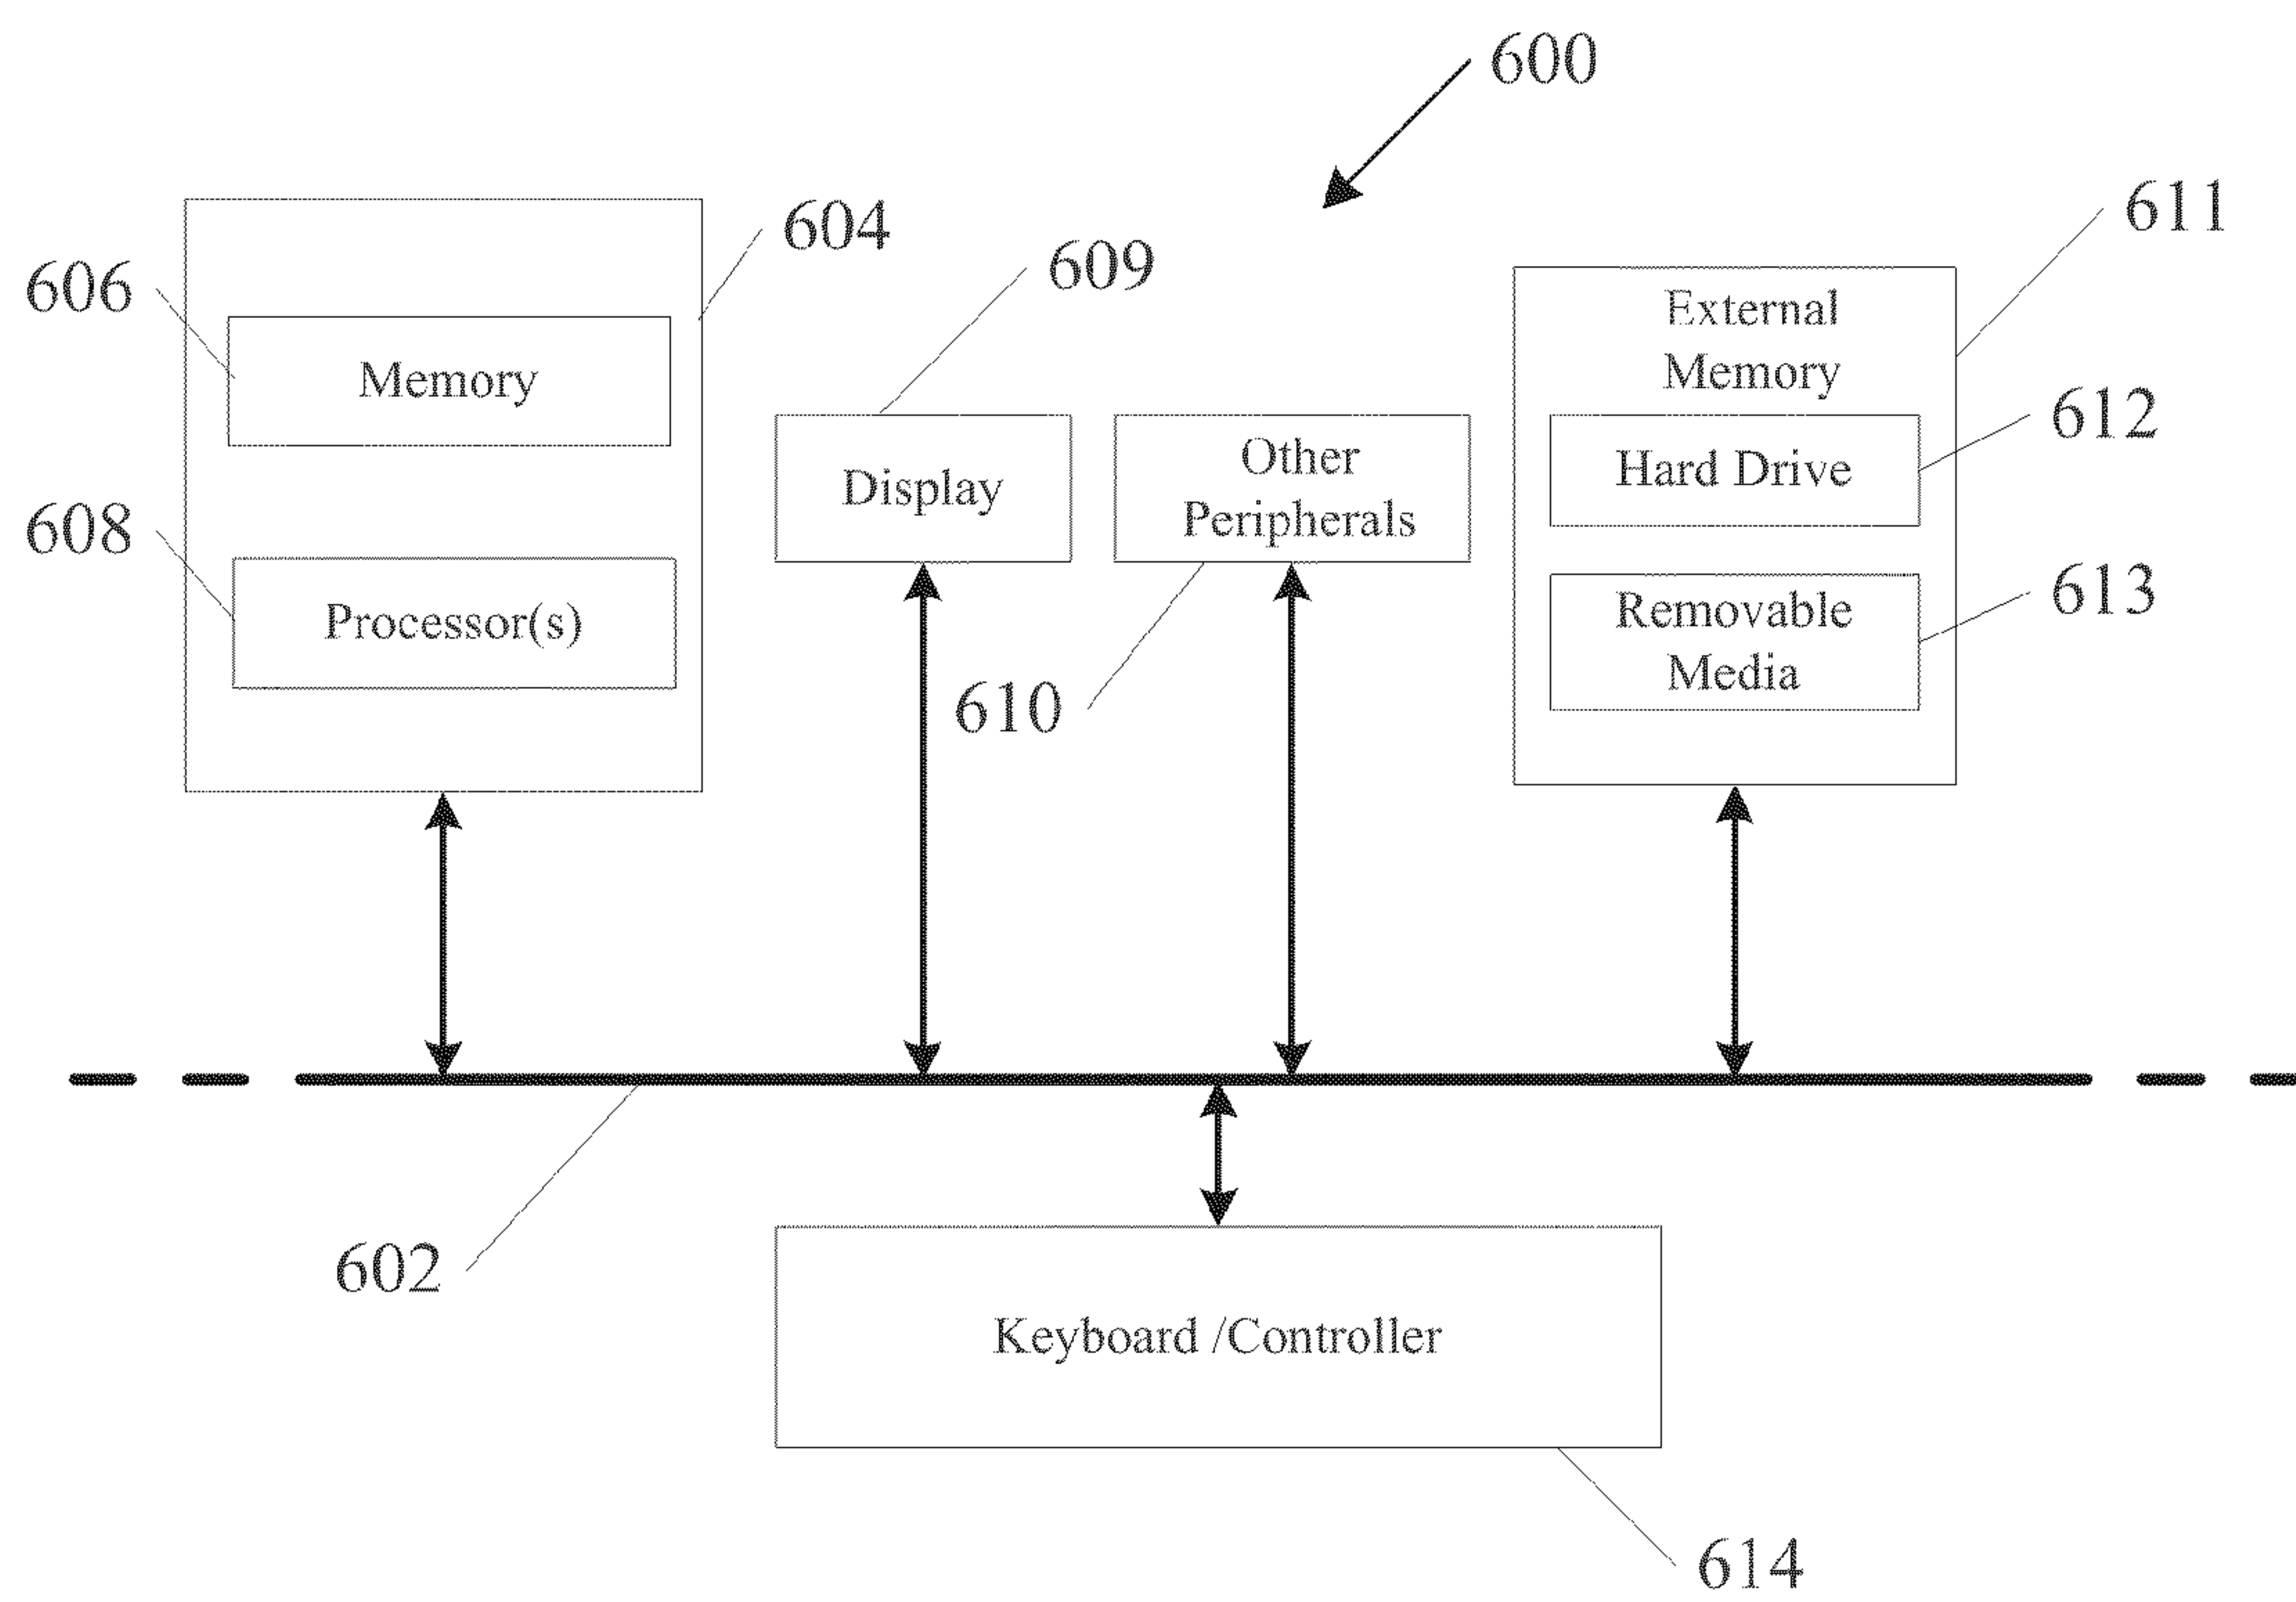 600
604
611
609
606
External
Memory
Memory
612
Display
Other
Peripherals
Hard Drive
608
Processor(s)
613
Removable
Media
610
602
Keyboard /Controller
614